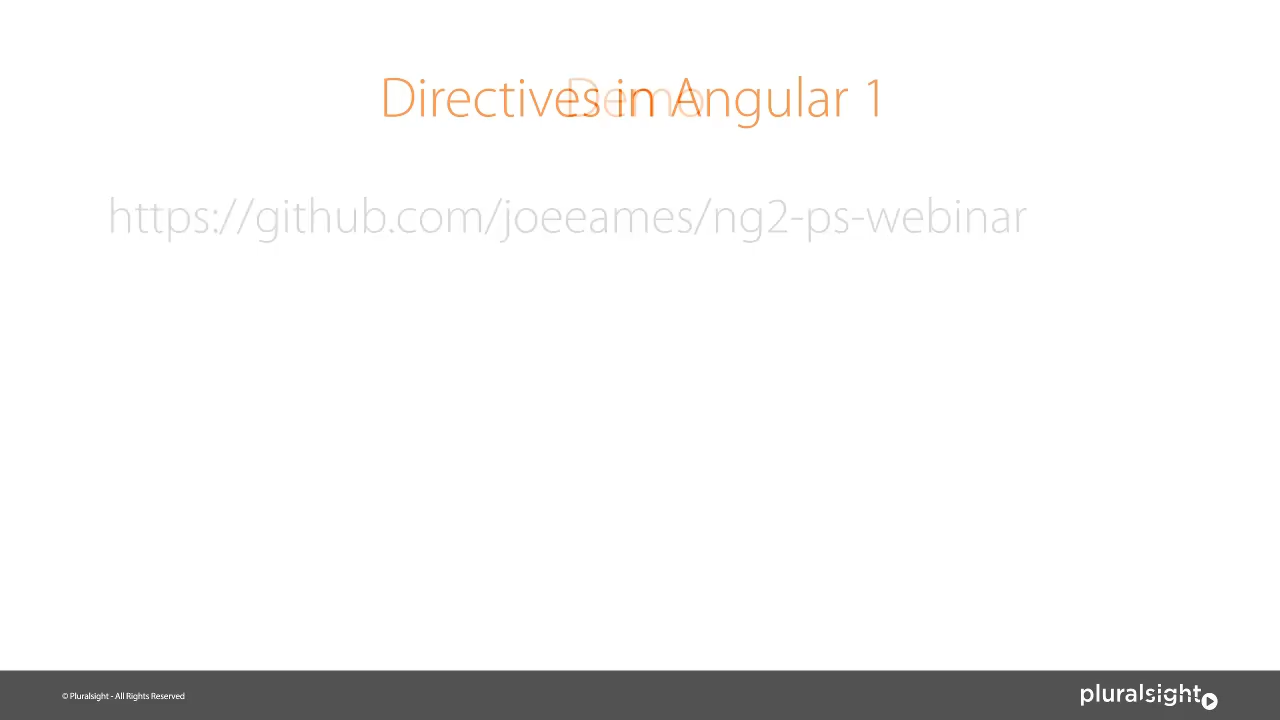 Directives in Angular 1
Demo
https://github.com/joeeames/ng2-ps-webinar
© Pluralsight - All Rights Reserved
pluralsight